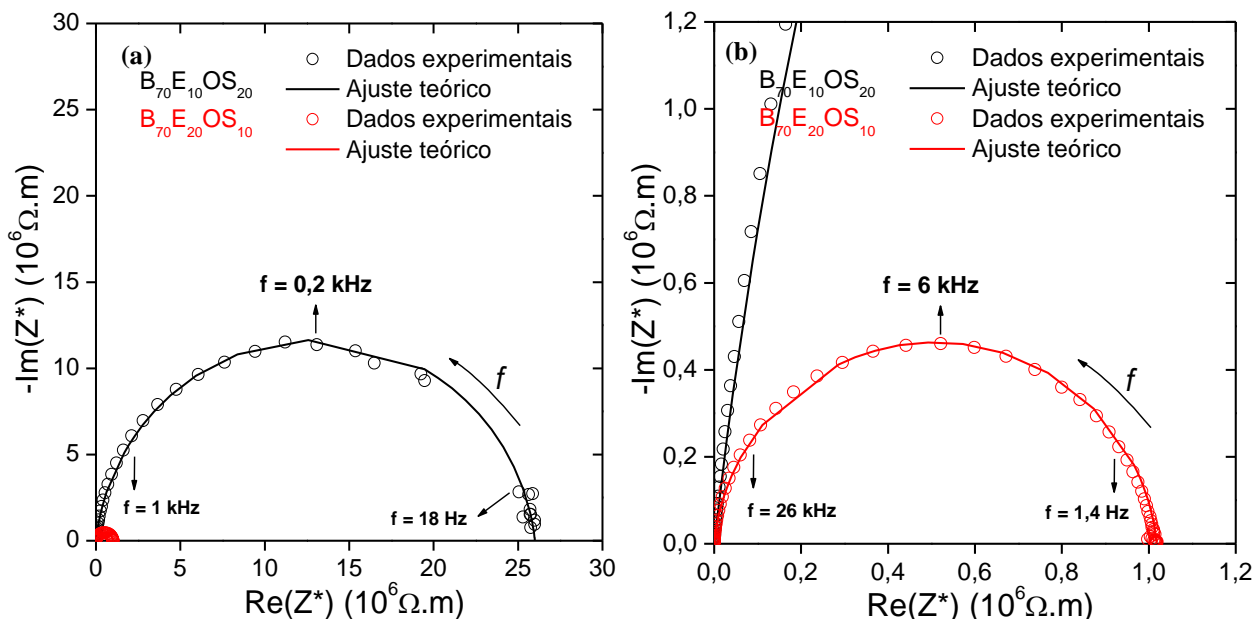 (a)
B₇₀E₁₀OS₂₀
B₇₀E₂₀OS₁₀
Dados experimentais
Ajuste teórico
Dados experimentais
Ajuste teórico
f = 0,2 kHz
f
f = 1 kHz
f = 18 Hz
30
25
20
15
10
5
0
0 5 10 15 20 25 30
-Im(Z*) (10⁶Ω.m)
Re(Z*) (10⁶Ω.m)
(b)
B₇₀E₁₀OS₂₀
B₇₀E₂₀OS₁₀
Dados experimentais
Ajuste teórico
Dados experimentais
Ajuste teórico
f = 6 kHz
f
f = 26 kHz
f = 1,4 Hz
1,2
1,0
0,8
0,6
0,4
0,2
0,0
0,0 0,2 0,4 0,6 0,8 1,0 1,2
-Im(Z*) (10⁶Ω.m)
Re(Z*) (10⁶Ω.m)